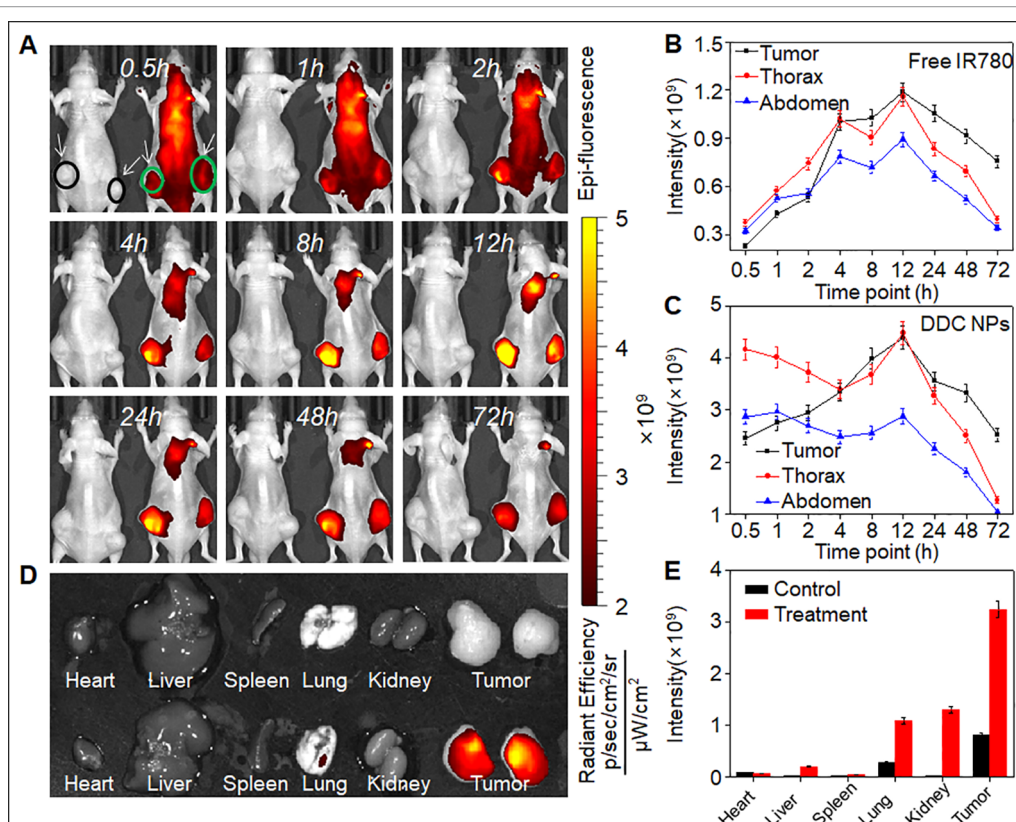 A
0.5h
1h
2h
4h
8h
12h
24h
48h
72h
Epi-fluorescence
5
4
3
2
×10⁹
Radiant Efficiency
p/sec/cm²/sr
µW/cm²
B
Tumor
Thorax
Abdomen
Free IR780
Intensity(×10⁹)
1.5
1.2
0.9
0.6
0.3
0.5 1 2 4 8 12 24 48 72
Time point (h)
C
DDC NPs
Intensity(×10⁹)
5
4
3
2
1
Tumor
Thorax
Abdomen
0.5 1 2 4 8 12 24 48 72
Time point (h)
D
Heart Liver Spleen Lung Kidney Tumor
Heart Liver Spleen Lung Kidney Tumor
E
Control
Treatment
Intensity(×10⁹)
4
3
2
1
0
Heart Liver Spleen Lung Kidney Tumor